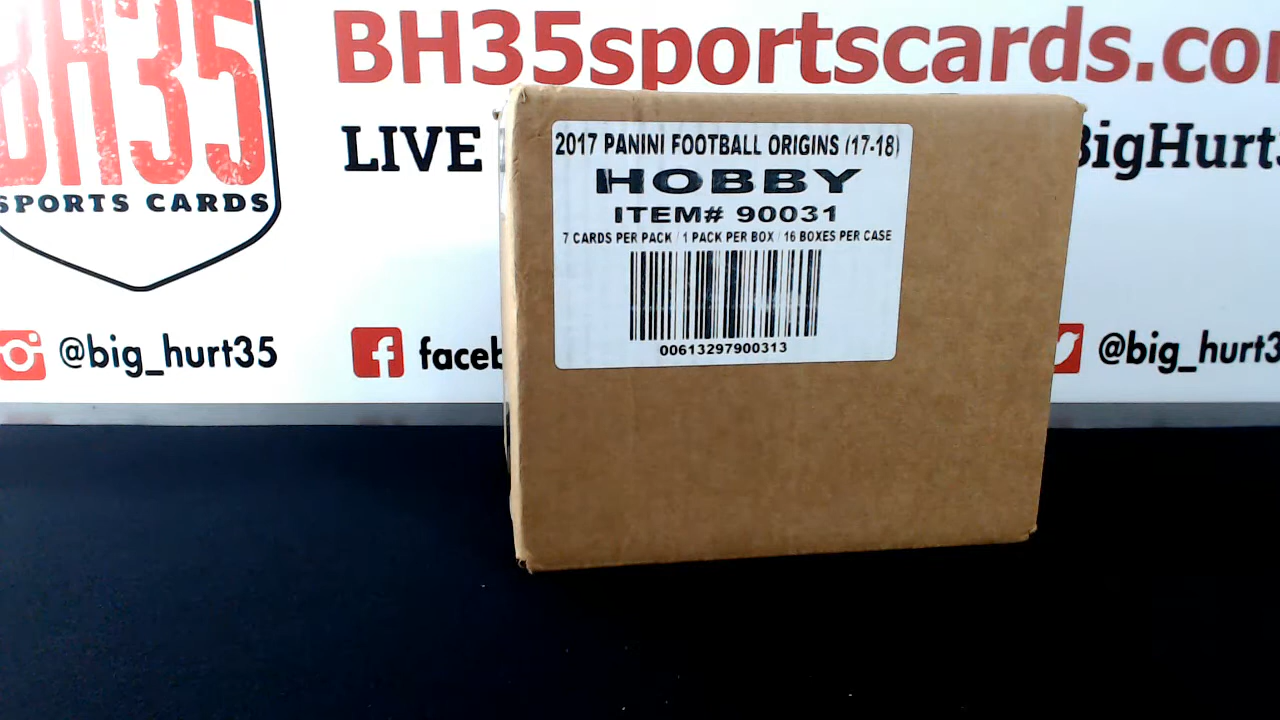 BH35
SPORTS CARDS
BH35sportscards.co
LIVE
BigHurt
@big_hurt35
f
faceb
@big_hurt3
2017 PANINI FOOTBALL ORIGINS (17-18)
HOBBY
ITEM# 90031
7 CARDS PER PACK / 1 PACK PER BOX / 16 BOXES PER CASE
00613297900313